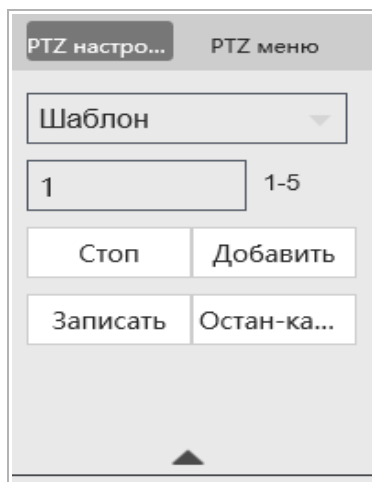 PTZ настро... PTZ меню
Шаблон
1 1-5
Стоп Добавить
Записать Остан-ка...